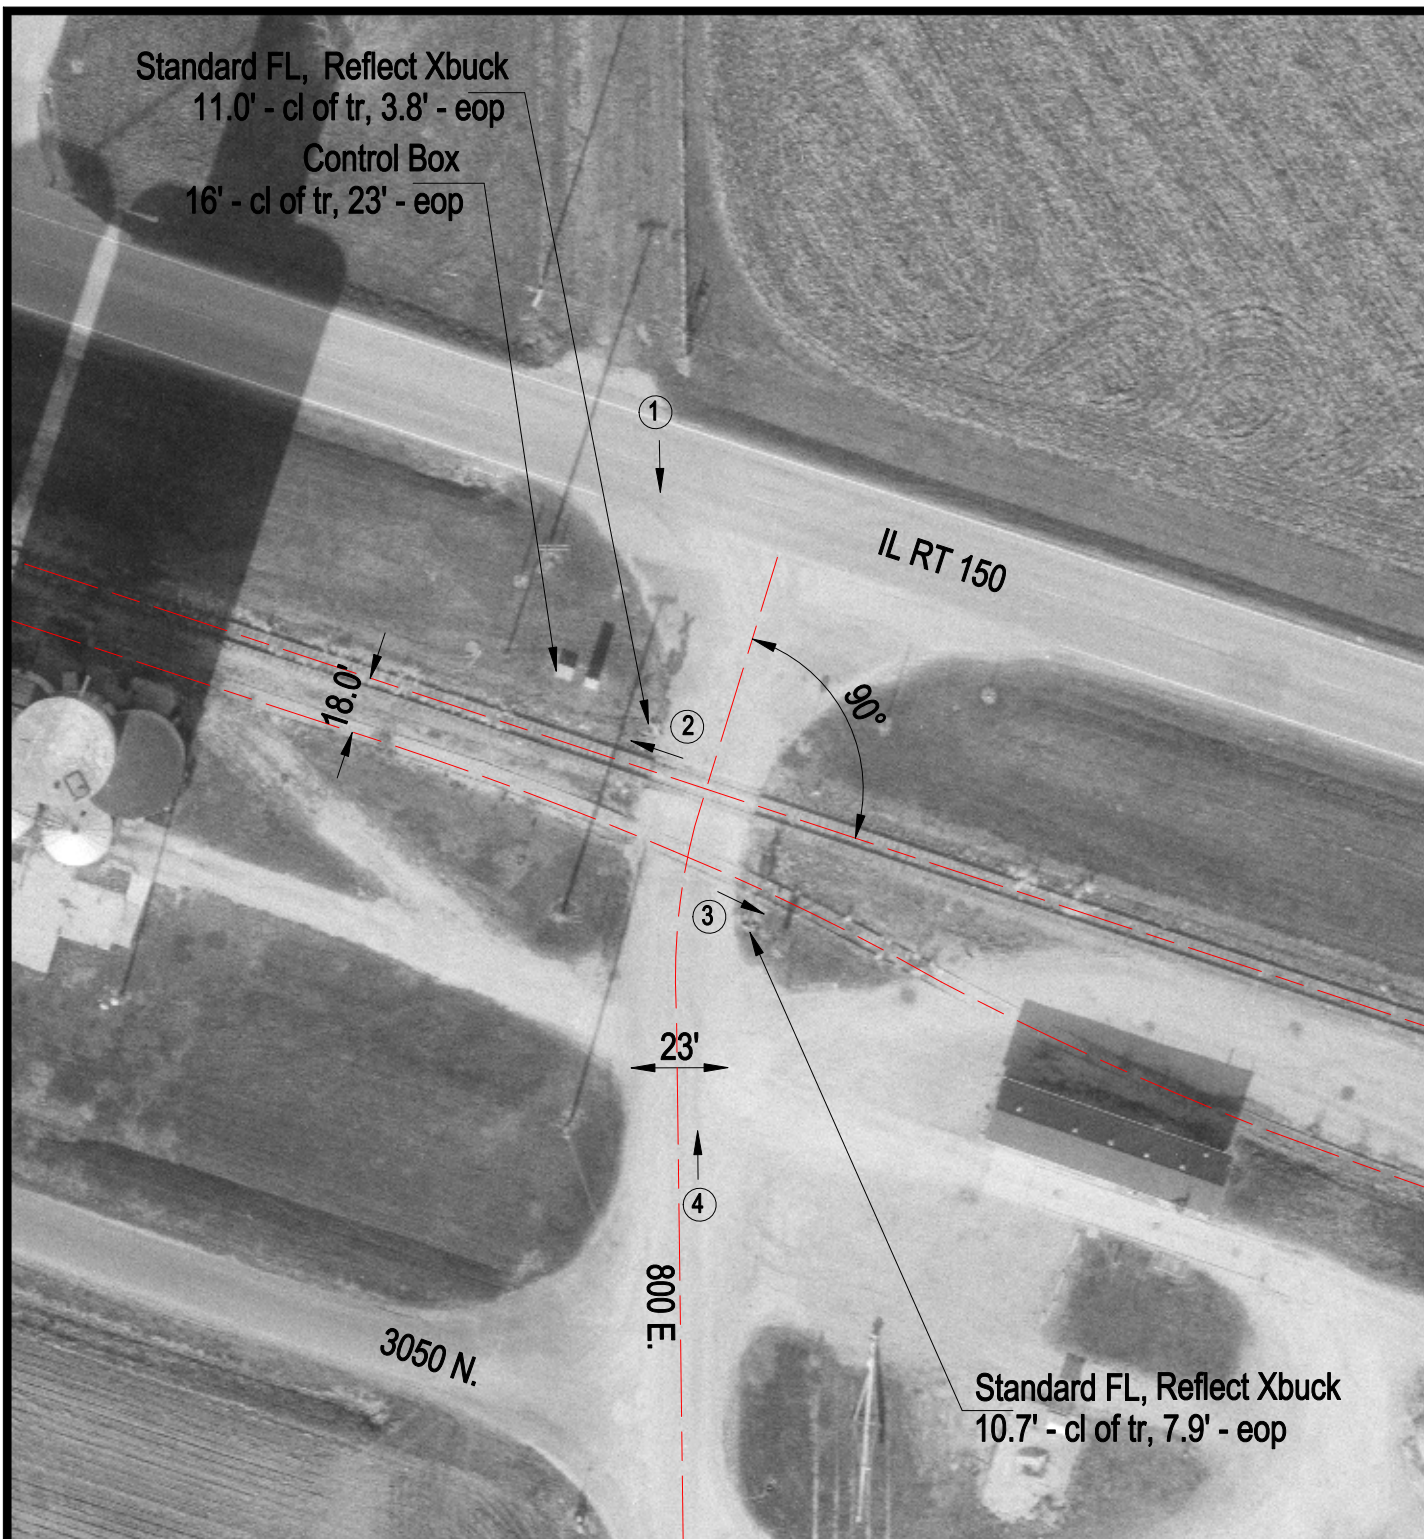 Standard FL, Reflect Xbuck
11.0' - cl of tr, 3.8' - eop
Control Box
16' - cl of tr, 23' - eop
1
IL RT 150
18.0'
2
90°
3
23'
4
800 E.
3050 N.
Standard FL, Reflect Xbuck
10.7' - cl of tr, 7.9' - eop